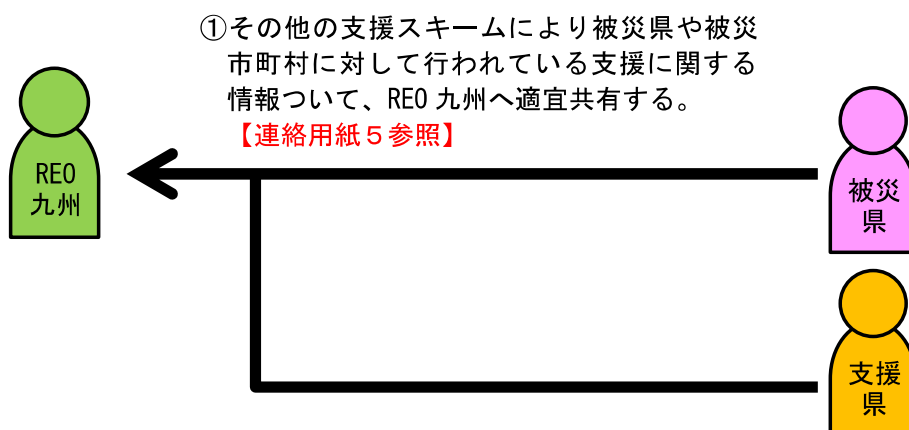 ①その他の支援スキームにより被災県や被災
市町村に対して行われている支援に関する
情報ついて、REO九州へ適宜共有する。
【連絡用紙５参照】
REO
九州
被災
県
支援
県